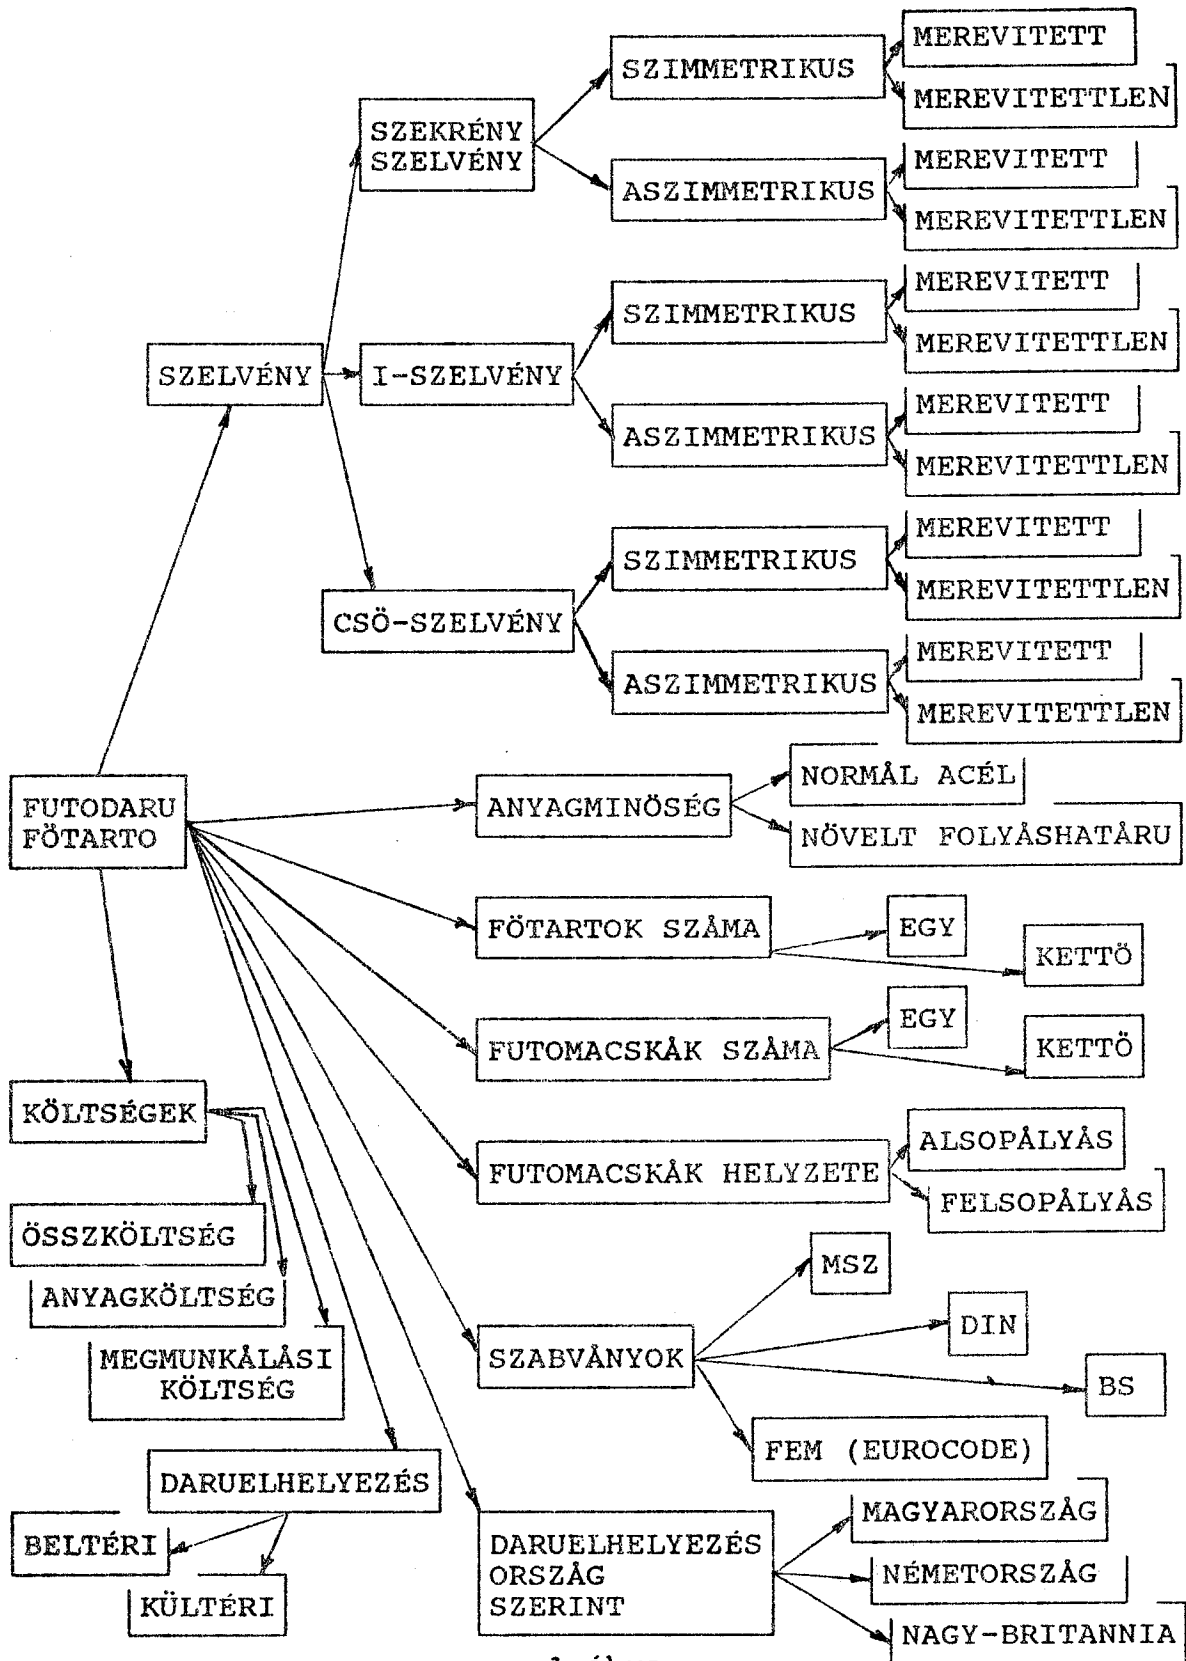 MEREVITETT
SZIMMETRIKUS
MEREVITETTLEN
SZEKRÉNY
SZELVÉNY
MEREVITETT
ASZIMMETRIKUS
MEREVITETTLEN
MEREVITETT
SZIMMETRIKUS
MEREVITETTLEN
SZELVÉNY
I-SZELVÉNY
MEREVITETT
ASZIMMETRIKUS
MEREVITETTLEN
MEREVITETT
SZIMMETRIKUS
MEREVITETTLEN
CSÖ-SZELVÉNY
MEREVITETT
ASZIMMETRIKUS
MEREVITETTLEN
FUTODARU
FÖTARTO
ANYAGMINÖSÉG
NORMÅL ACÉL
NÖVELT FOLYÅSHATÅRU
FÖTARTOK SZÅMA
EGY
KETTÖ
FUTOMACSKÅK SZÅMA
EGY
KETTÖ
KÖLTSÉGEK
FUTOMACSKÅK HELYZETE
ALSOPÅLYÅS
FELSOPÅLYÅS
ÖSSZKÖLTSÉG
ANYAGKÖLTSÉG
MEGMUNKÅLÅSI
KÖLTSÉG
SZABVÅNYOK
MSZ
DIN
BS
FEM (EUROCODE)
DARUELHELYEZÉS
BELTÉRI
KÜLTÉRI
DARUELHELYEZÉS
ORSZÅG
SZERINT
MAGYARORSZÅG
NÉMETORSZÅG
NAGY-BRITANNIA